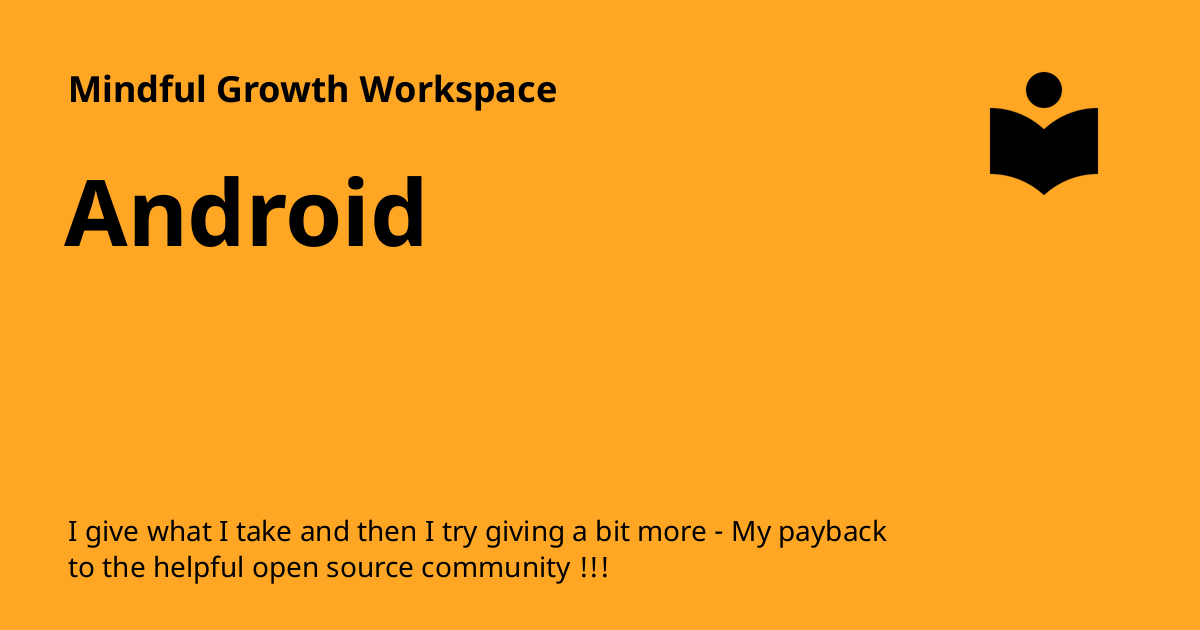 Mindful Growth Workspace
Android
I give what I take and then I try giving a bit more - My payback
to the helpful open source community !!!